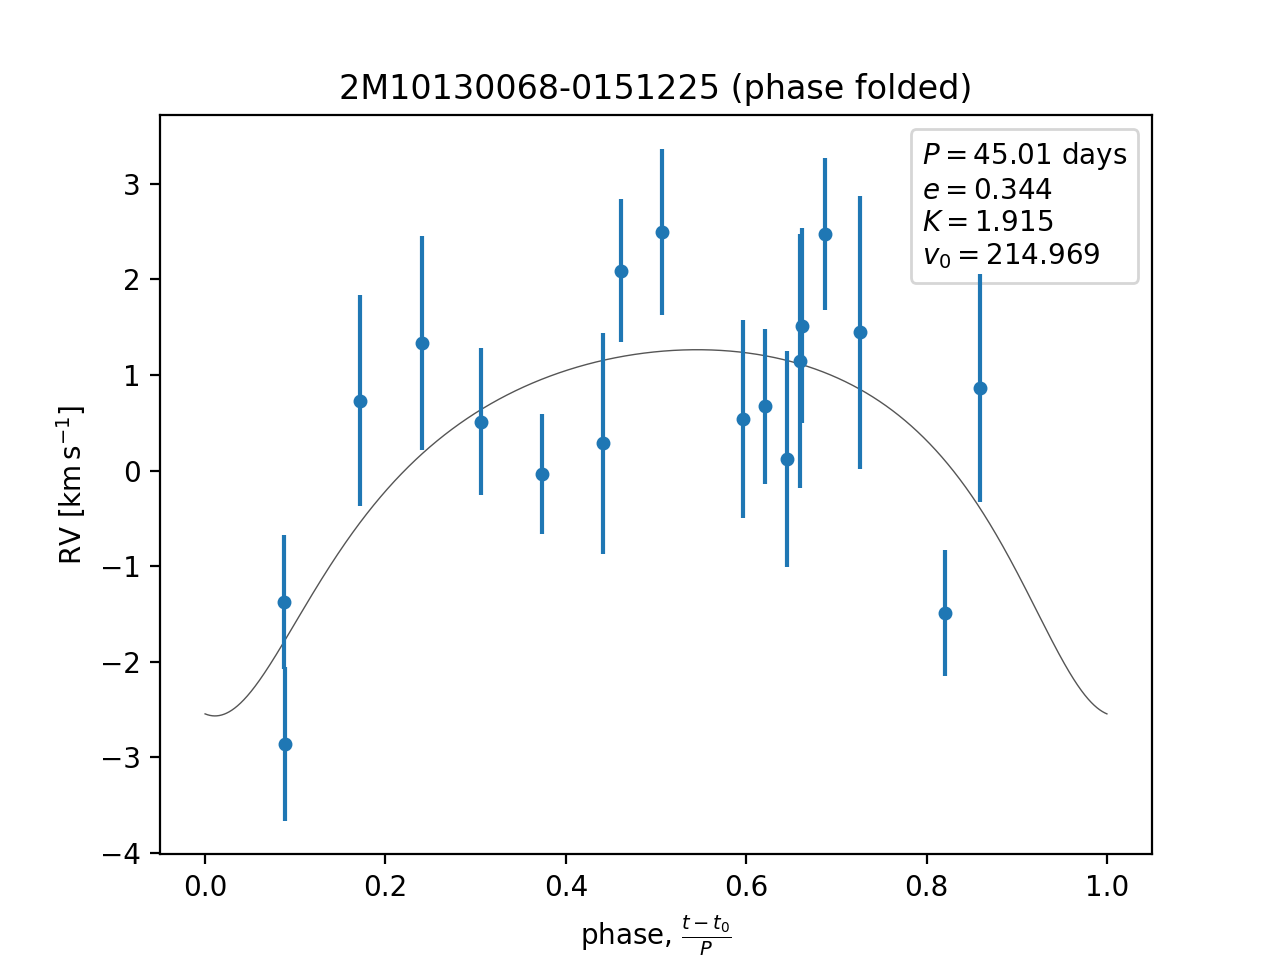 2M10130068-0151225 (phase folded)
P = 45.01 days
e = 0.344
K = 1.915
v₀ = 214.969
RV [km s⁻¹]
3
2
1
0
−1
−2
−3
−4
0.0 0.2 0.4 0.6 0.8 1.0
phase, (t − t₀)/P